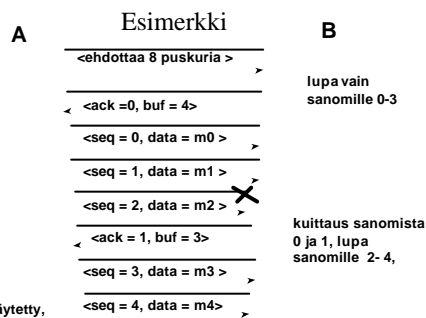 Esimerkki
A
B
<ehdottaa 8 puskuria >
lupa vain
sanomille 0-3
<ack =0, buf = 4>
<seq = 0, data = m0 >
<seq = 1, data = m1 >
<seq = 2, data = m2 >
kuittaus sanomista
0 ja 1, lupa
sanomille 2- 4,
<ack = 1, buf = 3>
<seq = 3, data = m3 >
<seq = 4, data = m4>